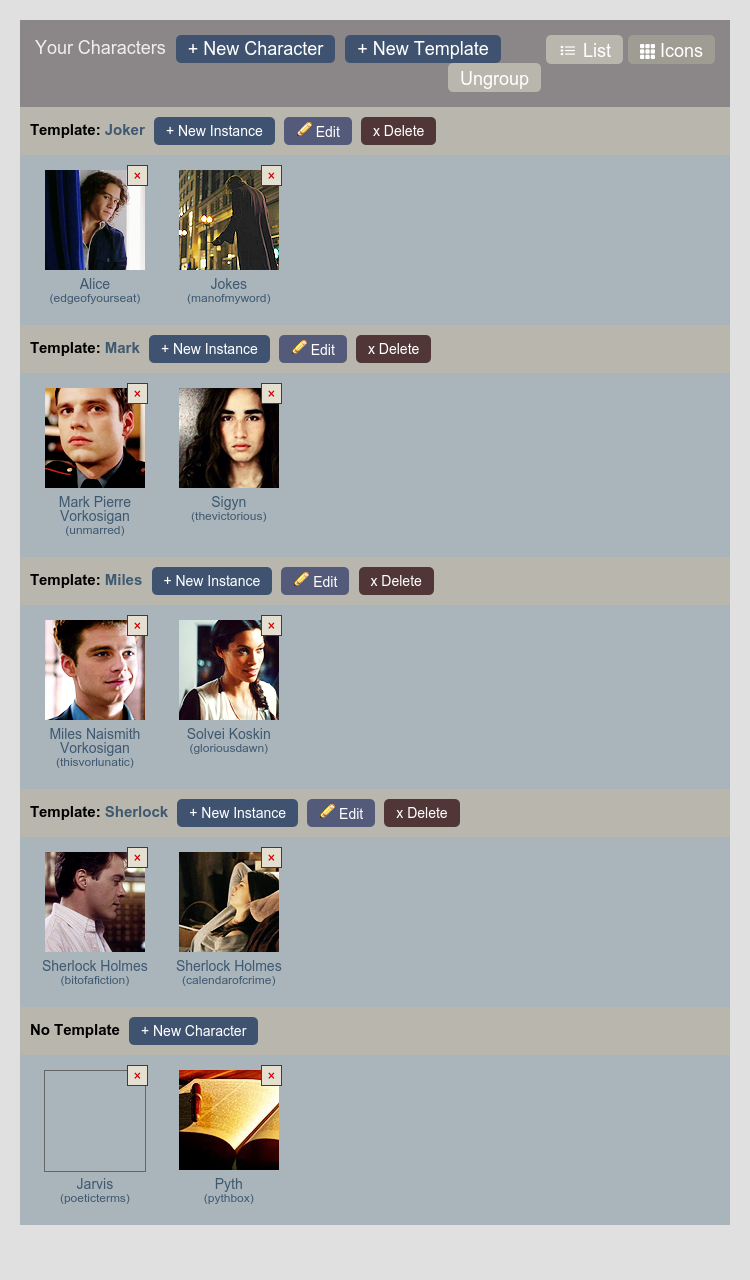 Your Characters + New Character + New Template List Icons
Ungroup
Template: Joker + New Instance Edit x Delete
× ×
Alice Jokes
(edgeofyourseat) (manofmyword)
Template: Mark + New Instance Edit x Delete
× ×
Mark Pierre Sigyn
Vorkosigan (thevictorious)
(unmarred)
Template: Miles + New Instance Edit x Delete
× ×
Miles Naismith Solvei Koskin
Vorkosigan (gloriousdawn)
(thisvorlunatic)
Template: Sherlock + New Instance Edit x Delete
× ×
Sherlock Holmes Sherlock Holmes
(bitofafiction) (calendarofcrime)
No Template + New Character
× ×
Jarvis Pyth
(poeticterms) (pythbox)